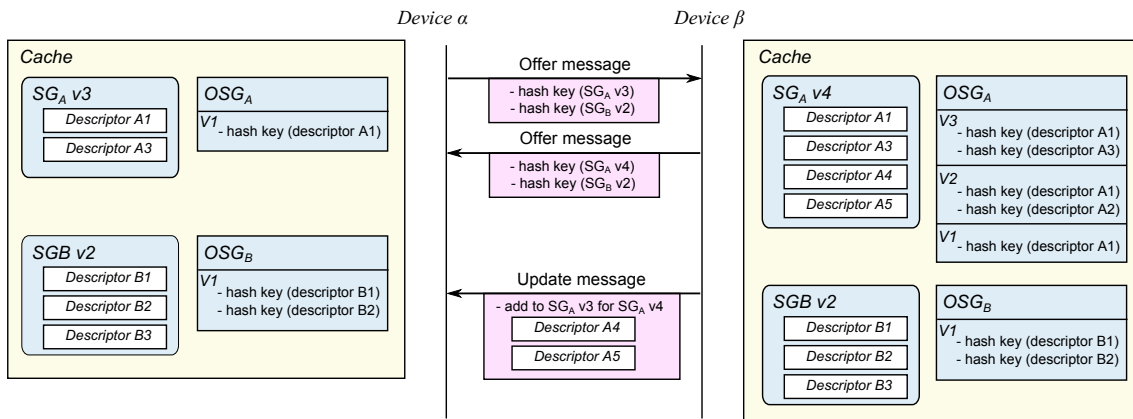 Device α
Device β
Cache
SGA v3
Descriptor A1
Descriptor A3
OSGA
V1
- hash key (descriptor A1)
SGB v2
Descriptor B1
Descriptor B2
Descriptor B3
OSGB
V1
- hash key (descriptor B1)
- hash key (descriptor B2)
Offer message
- hash key (SGA v3)
- hash key (SGB v2)
Offer message
- hash key (SGA v4)
- hash key (SGB v2)
Update message
- add to SGA v3 for SGA v4
Descriptor A4
Descriptor A5
Cache
SGA v4
Descriptor A1
Descriptor A3
Descriptor A4
Descriptor A5
OSGA
V3
- hash key (descriptor A1)
- hash key (descriptor A3)
V2
- hash key (descriptor A1)
- hash key (descriptor A2)
V1
- hash key (descriptor A1)
SGB v2
Descriptor B1
Descriptor B2
Descriptor B3
OSGB
V1
- hash key (descriptor B1)
- hash key (descriptor B2)